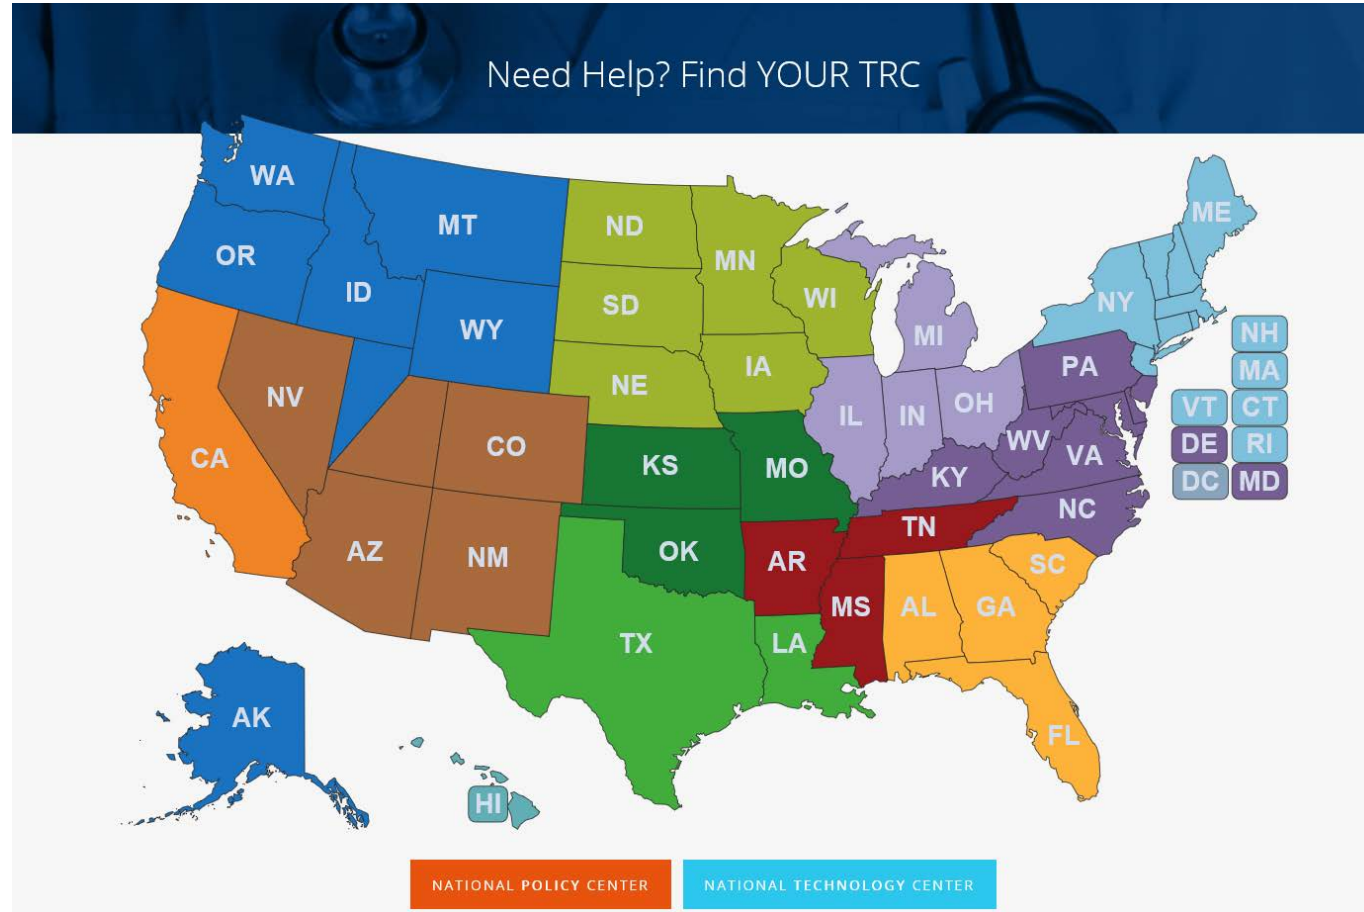 Need Help? Find YOUR TRC
WA
MT
ND
MN
ME
OR
ID
SD
WI
NY
WY
MI
NH
NE
IA
PA
MA
NV
IL
IN
OH
VT
CT
CA
CO
KS
MO
WV
VA
DE
RI
KY
DC
MD
AZ
NM
OK
AR
TN
NC
SC
TX
LA
MS
AL
GA
AK
FL
HI
NATIONAL POLICY CENTER
NATIONAL TECHNOLOGY CENTER